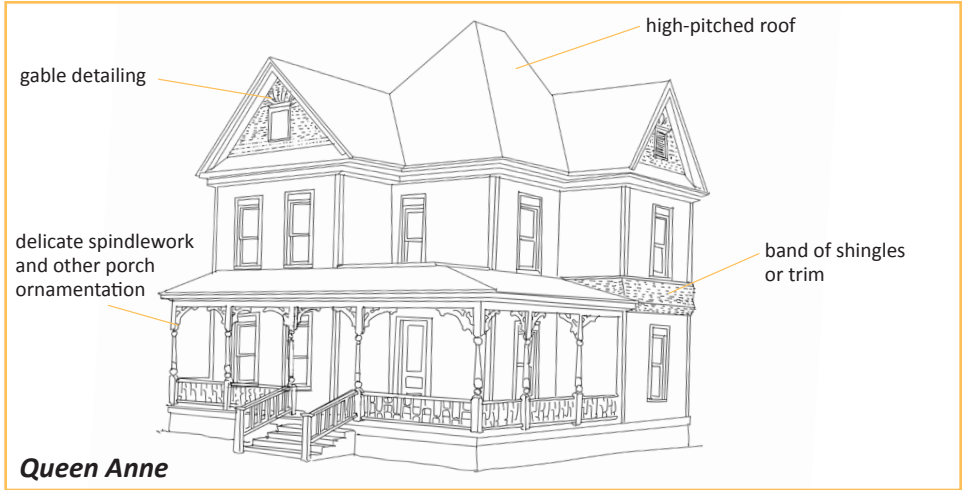 high-pitched roof
gable detailing
delicate spindlework
and other porch
ornamentation
band of shingles
or trim
Queen Anne